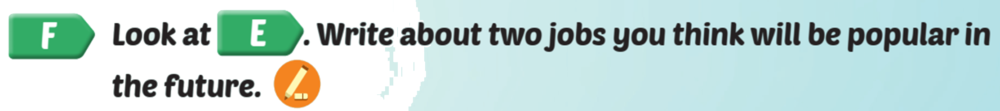 F Look at E. Write about two jobs you think will be popular in
the future.